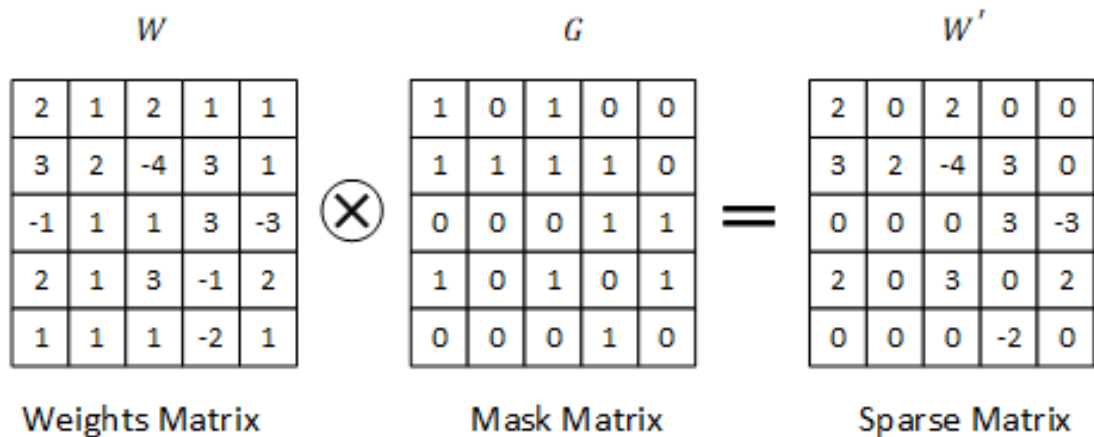 W G W′
2 1 2 1 1 1 0 1 0 0 2 0 2 0 0
3 2 -4 3 1 1 1 1 1 0 3 2 -4 3 0
-1 1 1 3 -3 ⊗ 0 0 0 1 1 = 0 0 0 3 -3
2 1 3 -1 2 1 0 1 0 1 2 0 3 0 2
1 1 1 -2 1 0 0 0 1 0 0 0 0 -2 0
Weights Matrix Mask Matrix Sparse Matrix